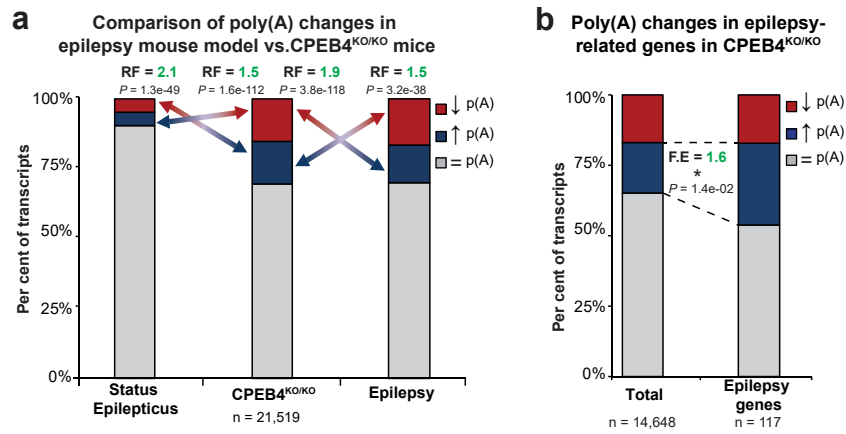 a
Comparison of poly(A) changes in
epilepsy mouse model vs.CPEB4KO/KO mice
RF = 2.1 RF = 1.5 RF = 1.9 RF = 1.5
P = 1.3e-49 P = 1.6e-112 P = 3.8e-118 P = 3.2e-38
Per cent of transcripts
100%
75%
50%
25%
0%
↓ p(A)
↑ p(A)
= p(A)
Status
Epilepticus
CPEB4KO/KO
Epilepsy
n = 21,519
b
Poly(A) changes in epilepsy-
related genes in CPEB4KO/KO
Per cent of transcripts
100%
75%
50%
25%
0%
F.E = 1.6
*
P = 1.4e-02
↓ p(A)
↑ p(A)
= p(A)
Total
Epilepsy
genes
n = 14,648
n = 117